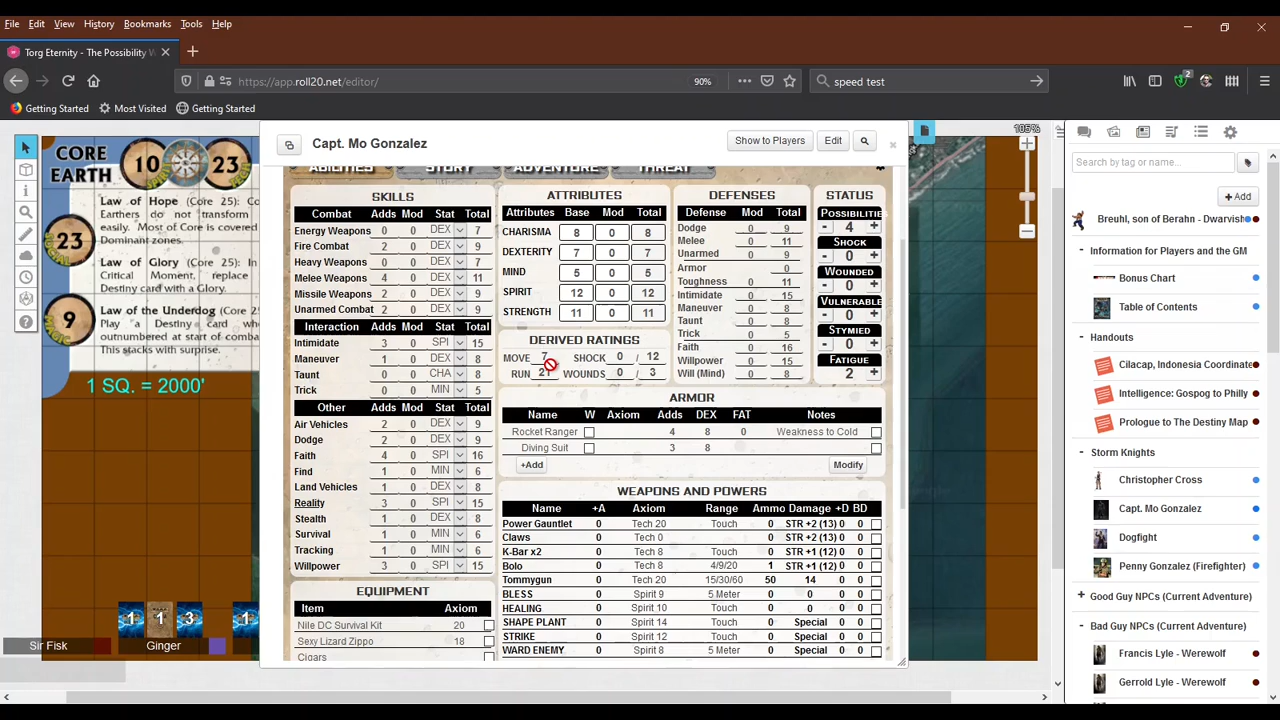 File Edit View History Bookmarks Tools Help
Torg Eternity - The Possibility W
https://app.roll20.net/editor/
90%
speed test
2
Getting Started
Most Visited
Getting Started
CORE
EARTH
10
23
Law of Hope (Core 25): Co
Earthers do not transform
easily. Most of Core is covered
Dominant zones.
23
Law of Glory (Core 25): In
Critical Moment, replace
Destiny card with a Glory.
9
Law of the Underdog (Core 25
Play a Destiny card whe
outnumbered at start of comba
This stacks with surprise.
1 SQ. = 2000'
1
1
3
1
Sir Fisk
Ginger
Capt. Mo Gonzalez
Show to Players
Edit
ABILITIES
STORY
ADVENTURE
THREAT
SKILLS
Combat Adds Mod Stat Total
Energy Weapons 0 0 DEX 7
Fire Combat 2 0 DEX 9
Heavy Weapons 0 0 DEX 7
Melee Weapons 4 0 DEX 11
Missile Weapons 2 0 DEX 9
Unarmed Combat 2 0 DEX 9
Interaction Adds Mod Stat Total
Intimidate 3 0 SPI 15
Maneuver 1 0 DEX 8
Taunt 0 0 CHA 8
Trick 0 0 MIN 5
Other Adds Mod Stat Total
Air Vehicles 2 0 DEX 9
Dodge 2 0 DEX 9
Faith 4 0 SPI 16
Find 1 0 MIN 6
Land Vehicles 1 0 DEX 8
Reality 3 0 SPI 15
Stealth 1 0 DEX 8
Survival 1 0 MIN 6
Tracking 1 0 MIN 6
Willpower 3 0 SPI 15
EQUIPMENT
Item Axiom
Nile DC Survival Kit 20
Sexy Lizard Zippo 18
Cigars
ATTRIBUTES
Attributes Base Mod Total
CHARISMA 8 0 8
DEXTERITY 7 0 7
MIND 5 0 5
SPIRIT 12 0 12
STRENGTH 11 0 11
DERIVED RATINGS
MOVE 7 SHOCK 0 / 12
RUN 21 WOUNDS 0 / 3
DEFENSES
Defense Mod Total
Dodge 0 9
Melee 0 11
Unarmed 0 9
Armor 0
Toughness 0 11
Intimidate 0 15
Maneuver 0 8
Taunt 0 8
Trick 0 5
Faith 0 16
Willpower 0 15
Will (Mind) 0 8
STATUS
POSSIBILITIES
- 4 +
SHOCK
- 0 +
WOUNDED
- 0 +
VULNERABLE
- 0 +
STYMIED
- 0 +
FATIGUE
2 +
ARMOR
Name W Axiom Adds DEX FAT Notes
Rocket Ranger 4 8 0 Weakness to Cold
Diving Suit 3 8
+Add
Modify
WEAPONS AND POWERS
Name +A Axiom Range Ammo Damage +D BD
Power Gauntlet 0 Tech 20 Touch 0 STR +2 (13) 0 0
Claws 0 Tech 0 0 STR +2 (13) 0 0
K-Bar x2 0 Tech 8 Touch 0 STR +1 (12) 0 0
Bolo 0 Tech 8 4/9/20 1 STR +1 (12) 0 0
Tommygun 0 Tech 20 15/30/60 50 14 0 0
BLESS 0 Spirit 9 5 Meter 0 0 0 0
HEALING 0 Spirit 10 Touch 0 0 0 0
SHAPE PLANT 0 Spirit 14 Touch 0 Special 0 0
STRIKE 0 Spirit 12 Touch 0 Special 0 0
WARD ENEMY 0 Spirit 8 5 Meter 0 Special 0 0
105%
Search by tag or name...
+ Add
Breuhl, son of Berahn - Dwarvish
- Information for Players and the GM
Bonus Chart
Table of Contents
- Handouts
Cilacap, Indonesia Core Earth
Intelligence: Gospog to Philly
Prologue to The Destiny Map
- Storm Knights
Christopher Cross
Capt. Mo Gonzalez
Dogfight
Penny Gonzalez (Firefighter)
+ Good Guy NPCs (Current Adventure)
- Bad Guy NPCs (Current Adventure)
Francis Lyle - Werewolf
Gerrold Lyle - Werewolf